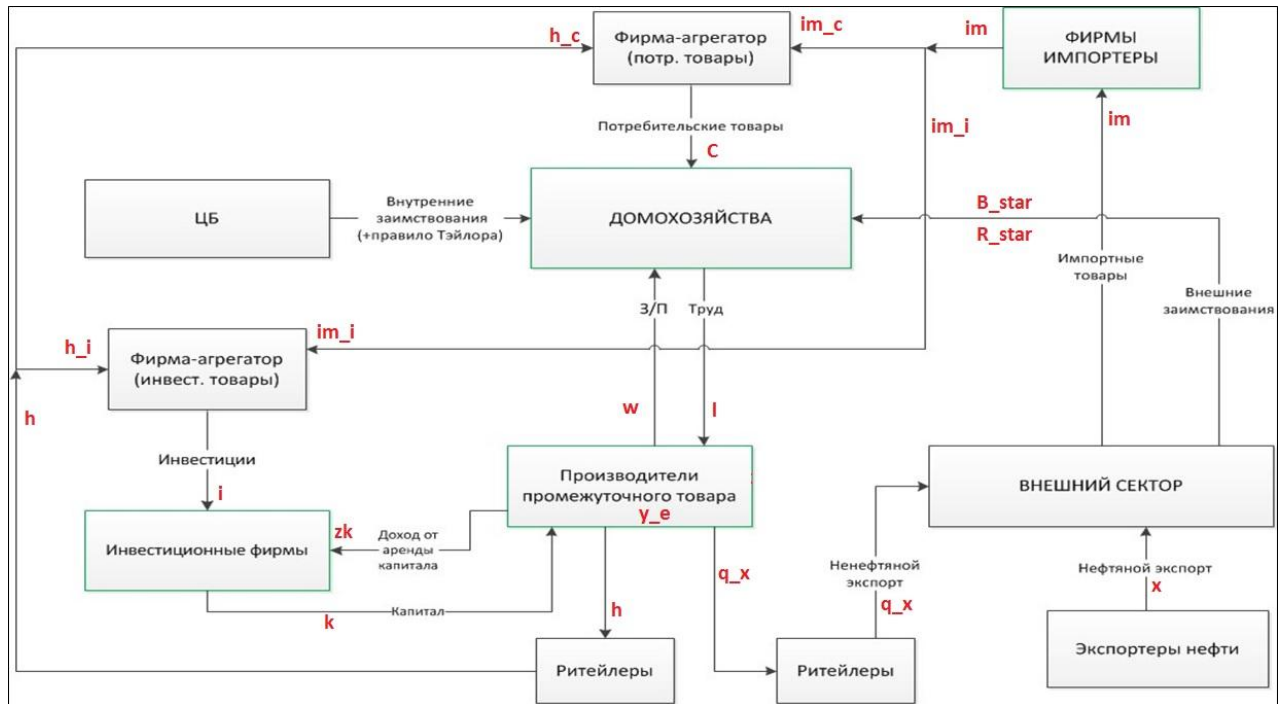 h_c
Фирма-агрегатор
(потр. товары)
im_c
im
ФИРМЫ
ИМПОРТЕРЫ
im
Потребительские товары
C
im_i
ЦБ
Внутренние
заимствования
(+правило Тэйлора)
ДОМОХОЗЯЙСТВА
B_star
R_star
Импортные
товары
Внешние
заимствования
З/П
Труд
im_i
h_i
Фирма-агрегатор
(инвест. товары)
h
w
l
Инвестиции
i
Производители
промежуточного товара
y_e
ВНЕШНИЙ СЕКТОР
Инвестиционные фирмы
zk
Доход от
аренды
капитала
k
Капитал
h
q_x
Ненефтяной
экспорт
q_x
Нефтяной экспорт
x
Ритейлеры
Ритейлеры
Экспортеры нефти